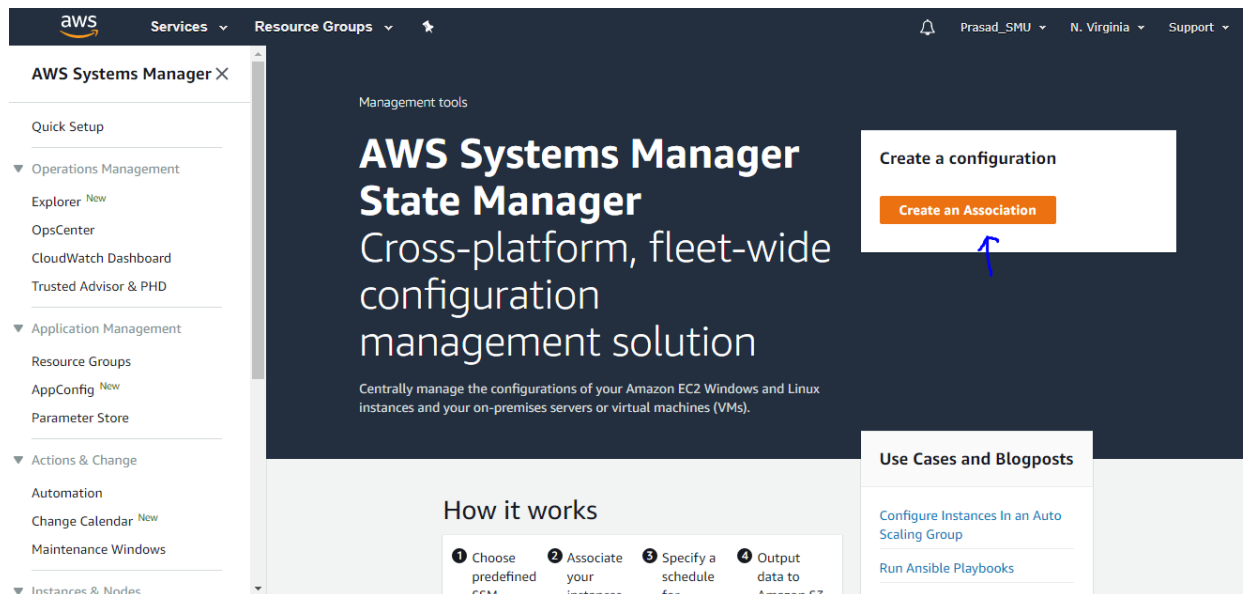 aws Services Resource Groups Prasad_SMU N. Virginia Support
AWS Systems Manager
Quick Setup
Operations Management
Explorer New
OpsCenter
CloudWatch Dashboard
Trusted Advisor & PHD
Application Management
Resource Groups
AppConfig New
Parameter Store
Actions & Change
Automation
Change Calendar New
Maintenance Windows
Instances & Nodes
Management tools
AWS Systems Manager
State Manager
Cross-platform, fleet-wide
configuration
management solution
Centrally manage the configurations of your Amazon EC2 Windows and Linux
instances and your on-premises servers or virtual machines (VMs).
Create a configuration
Create an Association
How it works
1 Choose
predefined
SSM
2 Associate
your
instances
3 Specify a
schedule
for
4 Output
data to
Amazon S3
Use Cases and Blogposts
Configure Instances In an Auto
Scaling Group
Run Ansible Playbooks